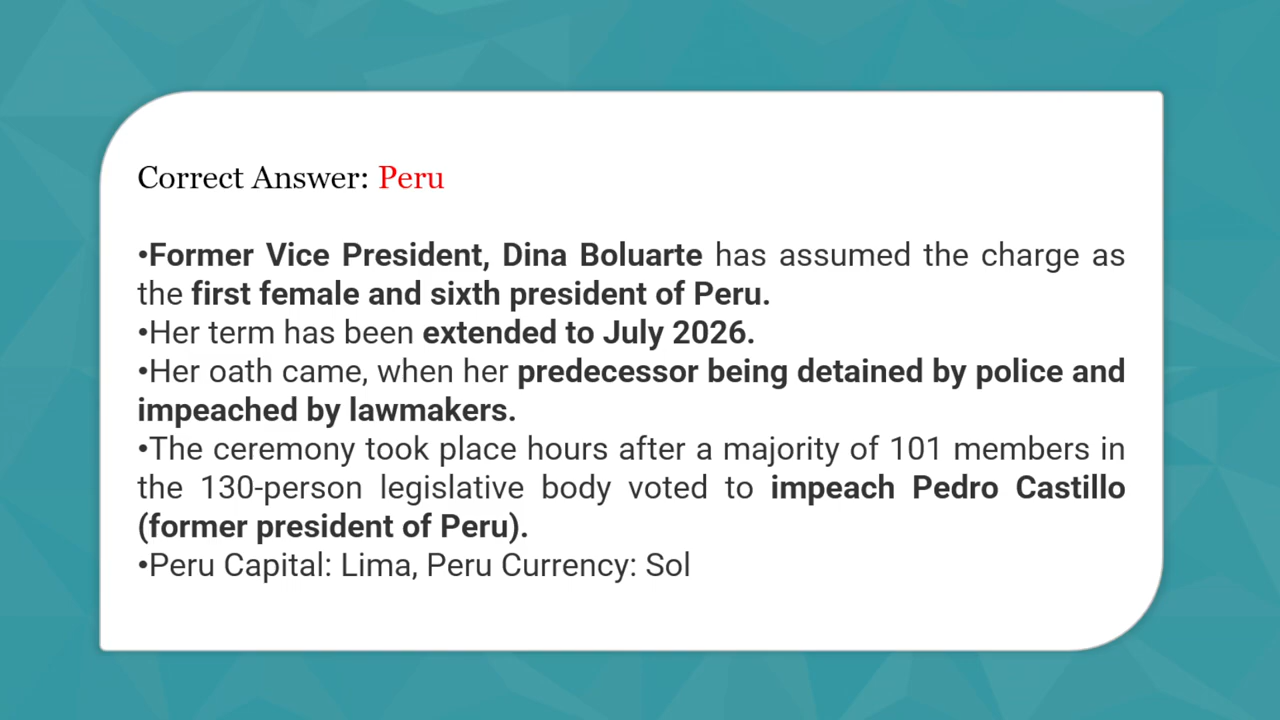 Correct Answer: Peru
•Former Vice President, Dina Boluarte has assumed the charge as
the first female and sixth president of Peru.
•Her term has been extended to July 2026.
•Her oath came, when her predecessor being detained by police and
impeached by lawmakers.
•The ceremony took place hours after a majority of 101 members in
the 130-person legislative body voted to impeach Pedro Castillo
(former president of Peru).
•Peru Capital: Lima, Peru Currency: Sol